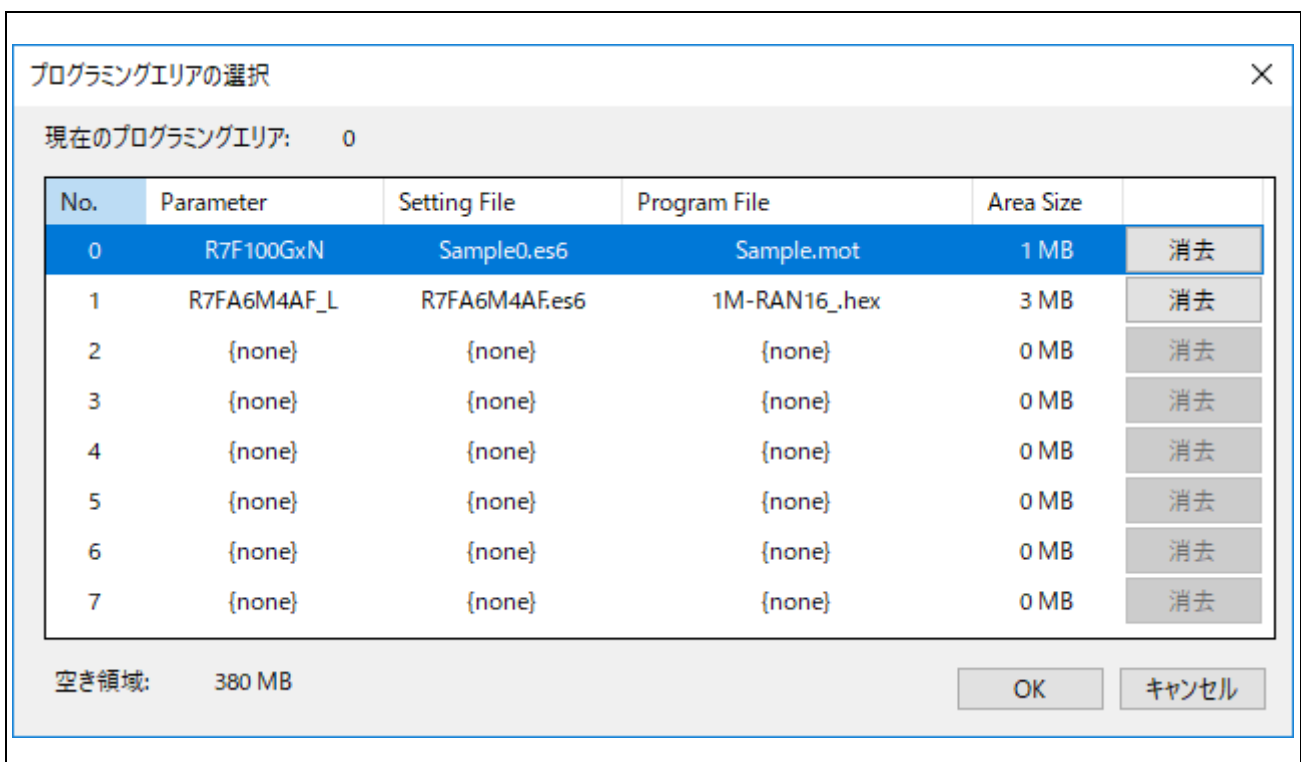 プログラミングエリアの選択
現在のプログラミングエリア: 0
No. Parameter Setting File Program File Area Size
0 R7F100GxN Sample0.es6 Sample.mot 1 MB 消去
1 R7FA6M4AF_L R7FA6M4AF.es6 1M-RAN16_.hex 3 MB 消去
2 {none} {none} {none} 0 MB 消去
3 {none} {none} {none} 0 MB 消去
4 {none} {none} {none} 0 MB 消去
5 {none} {none} {none} 0 MB 消去
6 {none} {none} {none} 0 MB 消去
7 {none} {none} {none} 0 MB 消去
空き領域: 380 MB OK キャンセル